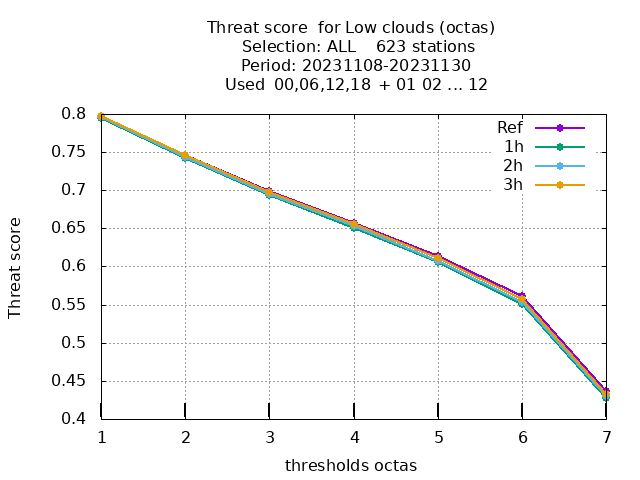 Threat score  for Low clouds (octas)
Selection: ALL    623 stations
Period: 20231108-20231130
Used  00,06,12,18  + 01 02 ... 12
Threat score
0.8
0.75
0.7
0.65
0.6
0.55
0.5
0.45
0.4
Ref
1h
2h
3h
1 2 3 4 5 6 7
thresholds octas